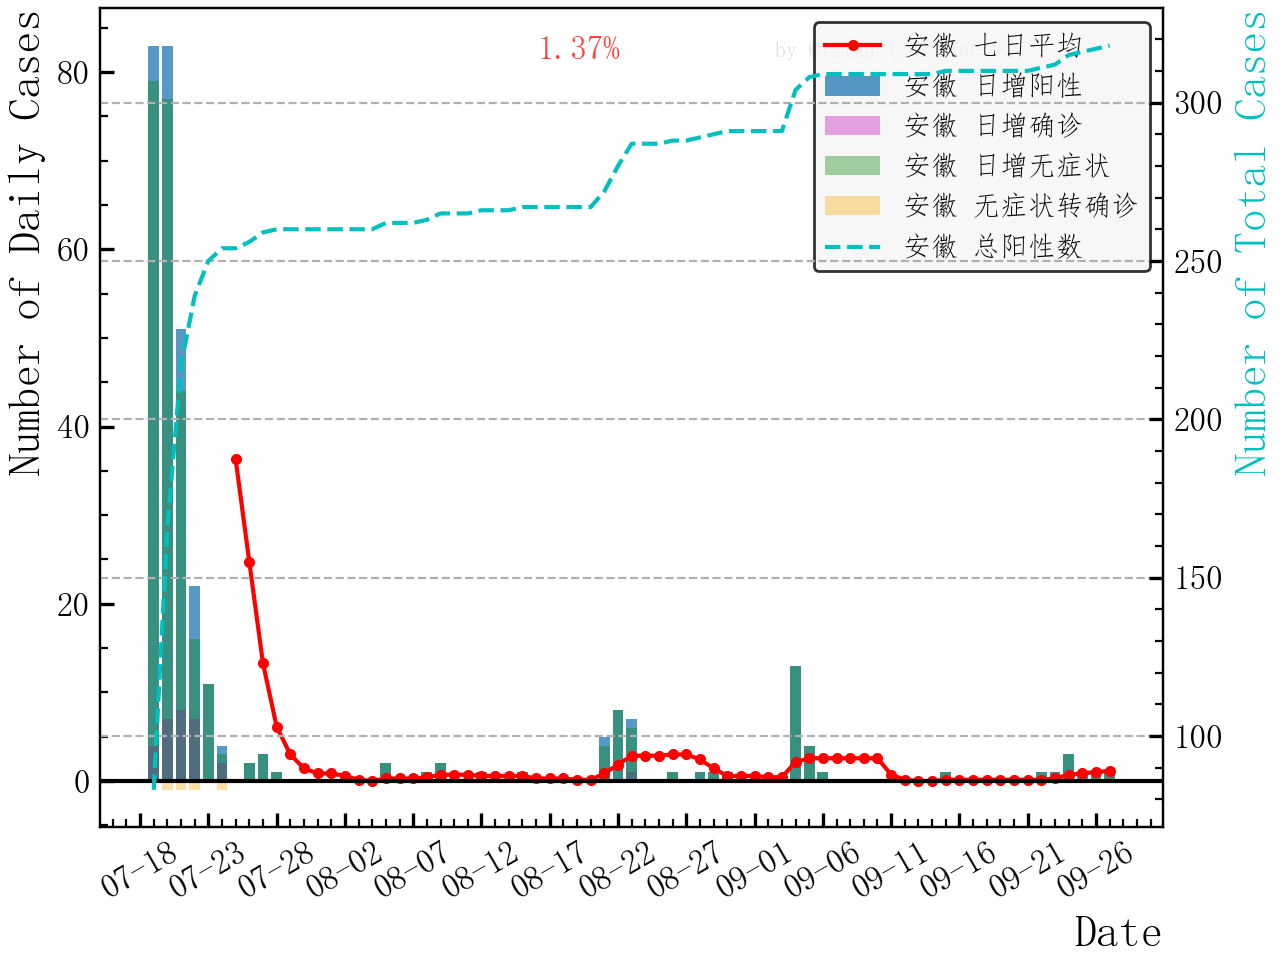 Number of Daily Cases
80
60
40
20
0
1.37%
by
安徽 七日平均
安徽 日增阳性
安徽 日增确诊
安徽 日增无症状
安徽 无症状转确诊
安徽 总阳性数
300
250
200
150
100
Number of Total Cases
07-18 07-23 07-28 08-02 08-07 08-12 08-17 08-22 08-27 09-01 09-06 09-11 09-16 09-21 09-26
Date